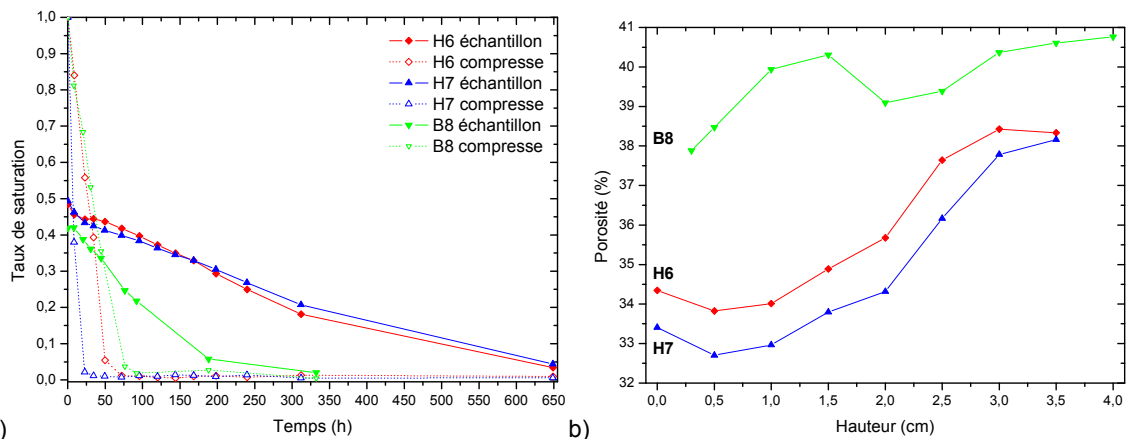 1,0
0,9
0,8
0,7
0,6
0,5
0,4
0,3
0,2
0,1
0,0
Taux de saturation
H6 échantillon
H6 compresse
H7 échantillon
H7 compresse
B8 échantillon
B8 compresse
0 50 100 150 200 250 300 350 400 450 500 550 600 650
Temps (h)
)
b)
41
40
39
38
37
36
35
34
33
32
Porosité (%)
B8
H6
H7
0,0 0,5 1,0 1,5 2,0 2,5 3,0 3,5 4,0
Hauteur (cm)